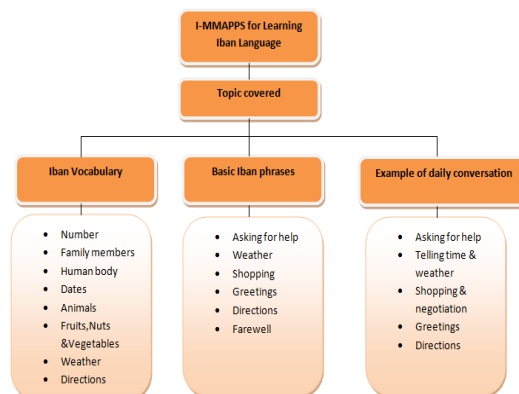 I-MMAPPS for Learning
Iban Language
Topic covered
Iban Vocabulary
Number
Family members
Human body
Dates
Animals
Fruits,Nuts
&Vegetables
Weather
Directions
Basic Iban phrases
Asking for help
Weather
Shopping
Greetings
Directions
Farewell
Example of daily conversation
Asking for help
Telling time &
weather
Shopping &
negotiation
Greetings
Directions